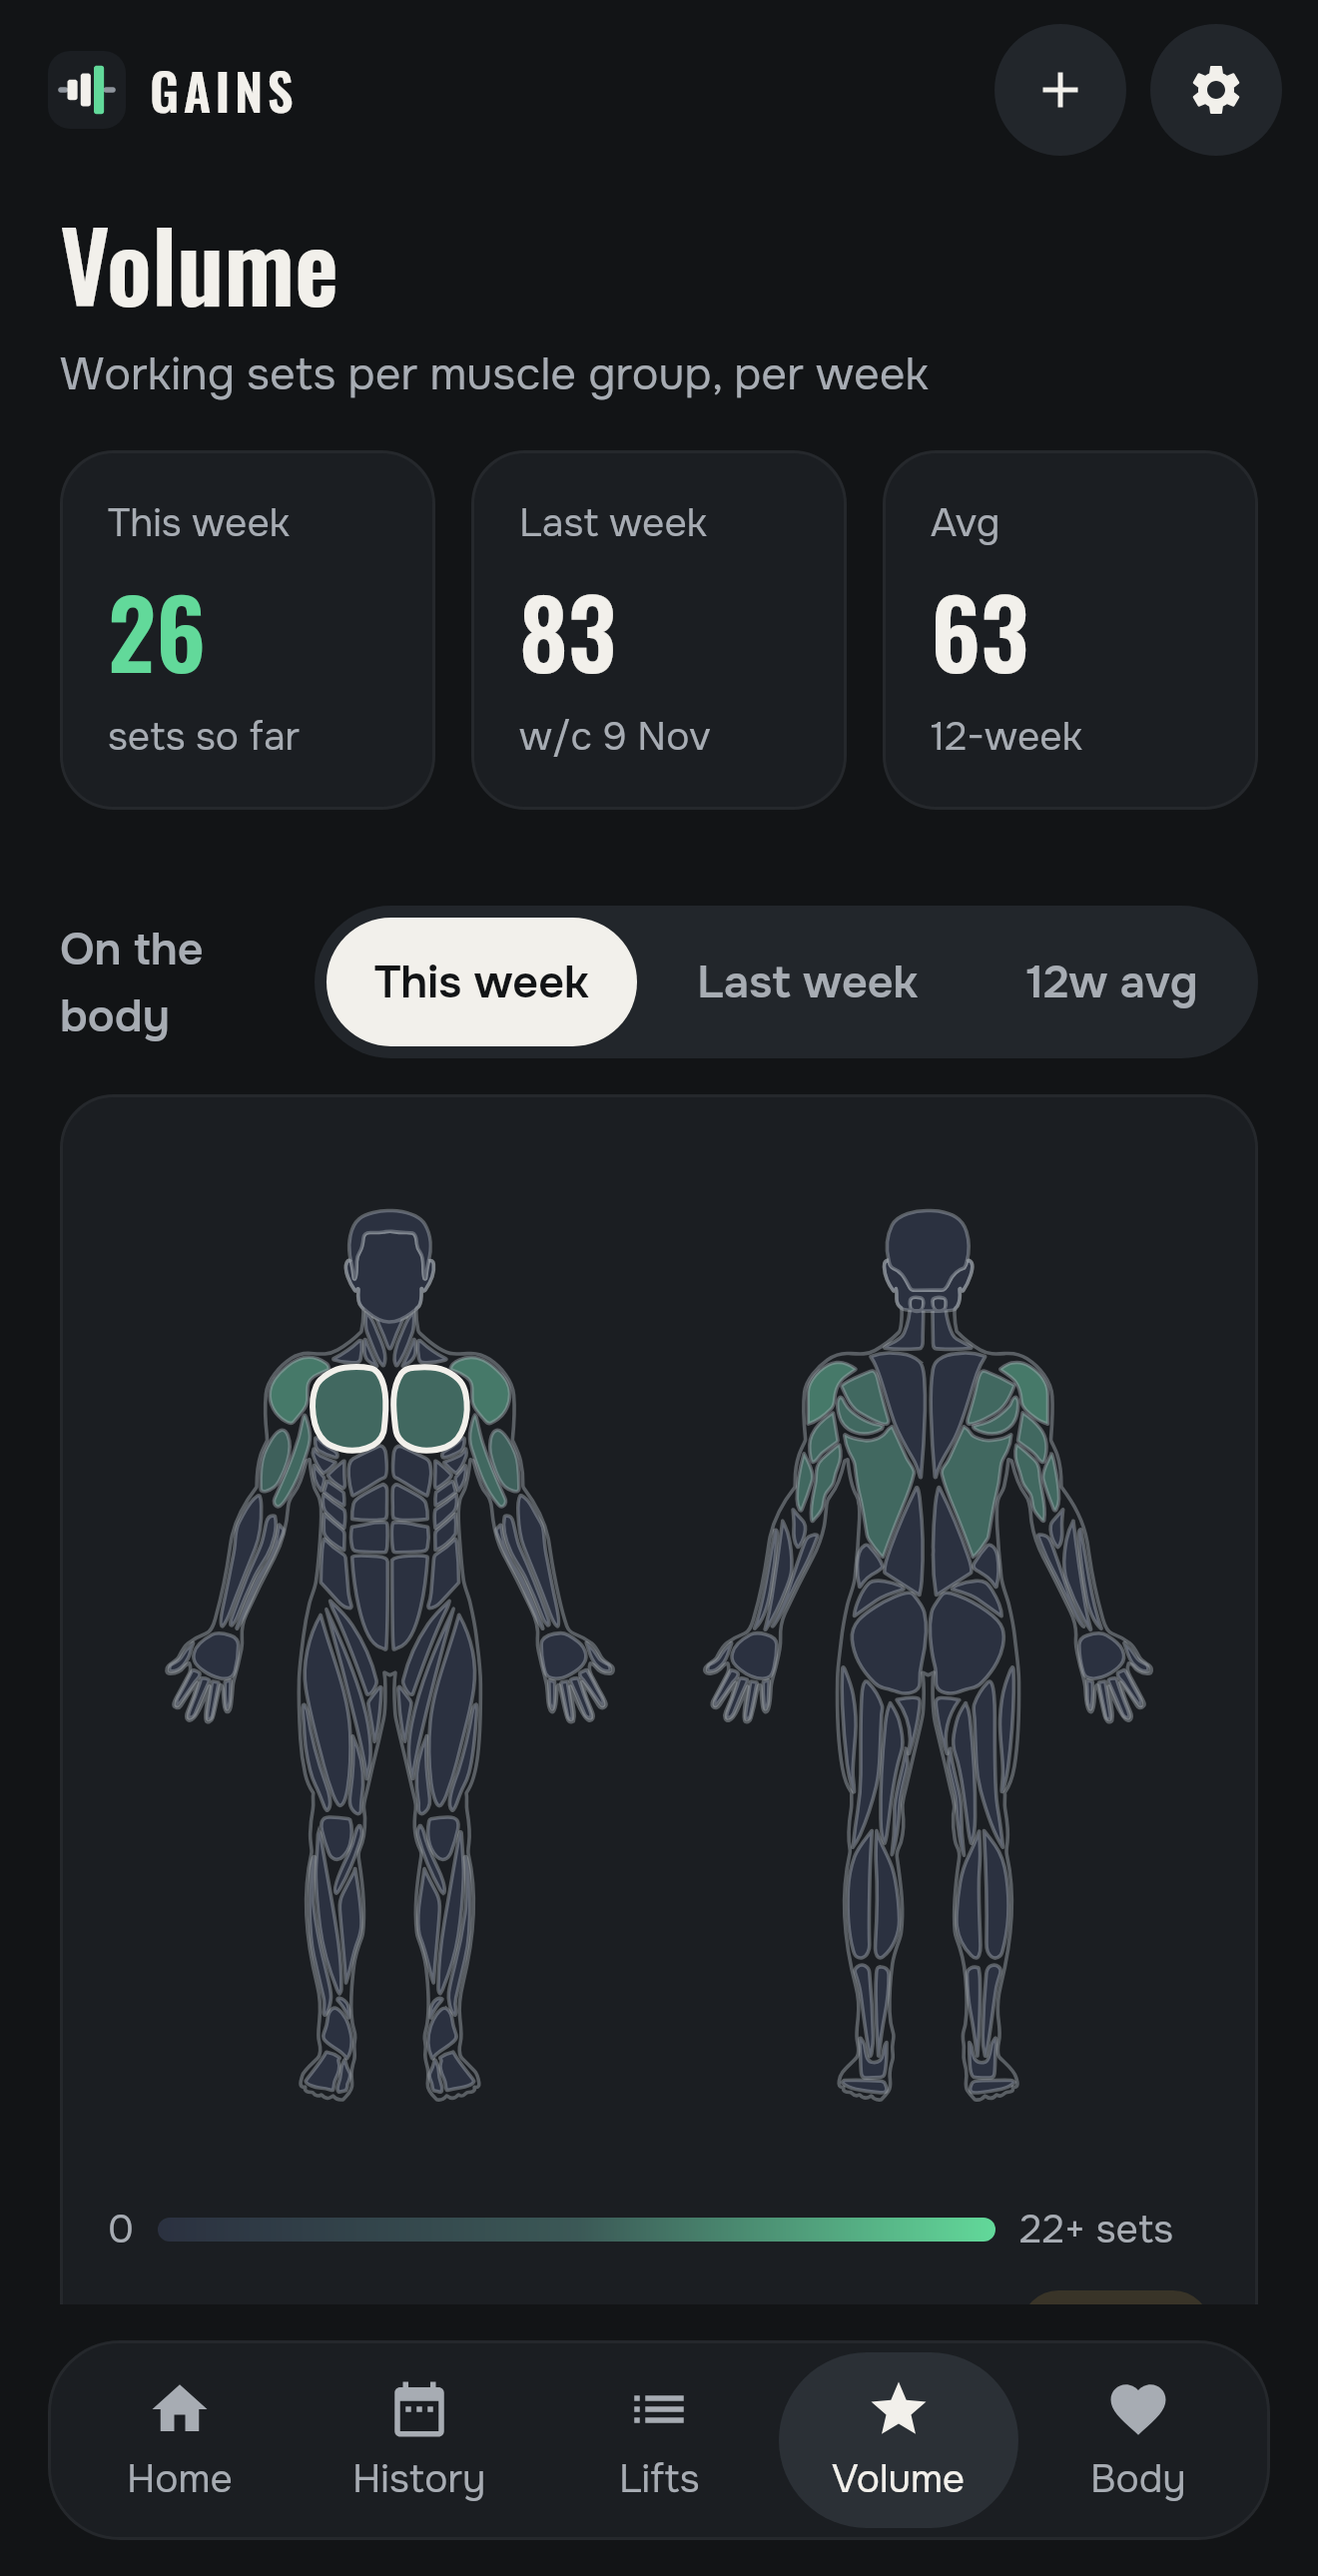 GAINS
Volume
Working sets per muscle group, per week
This week
26
sets so far
Last week
83
w/c 9 Nov
Avg
63
12-week
On the
body
This week
Last week
12w avg
0
22+ sets
Home
History
Lifts
Volume
Body